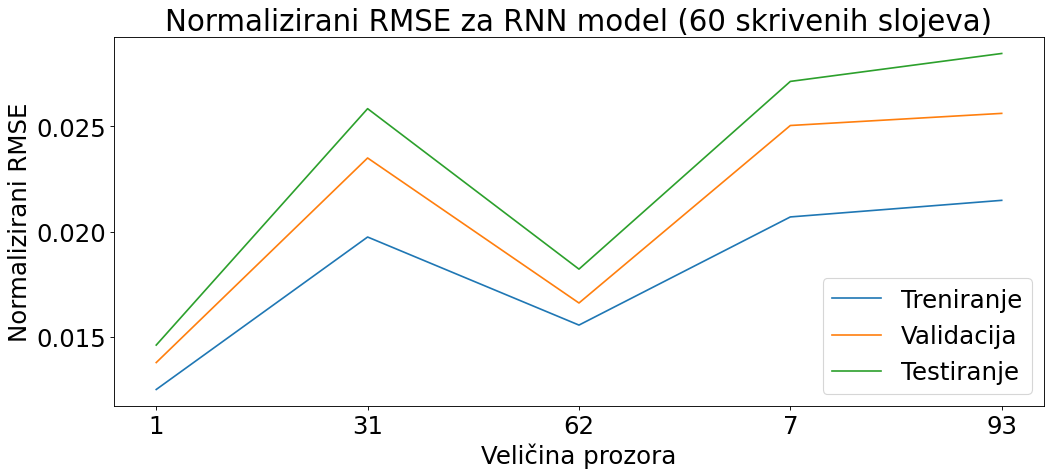 Normalizirani RMSE za RNN model (60 skrivenih slojeva)
Normalizirani RMSE
0.025
0.020
0.015
Treniranje
Validacija
Testiranje
1 31 62 7 93
Veličina prozora